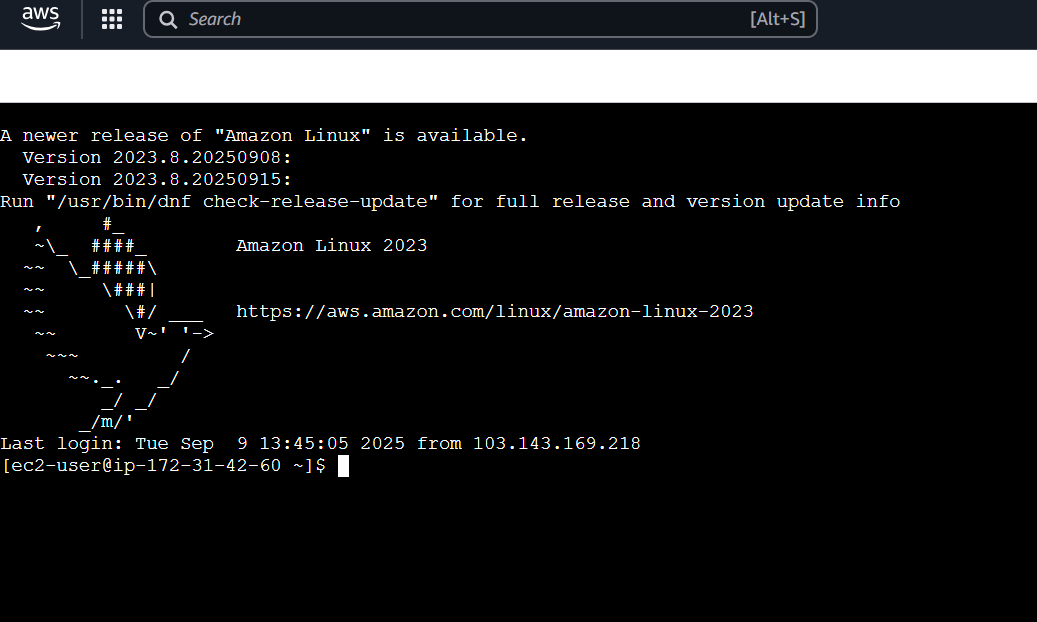 aws
Search [Alt+S]
A newer release of "Amazon Linux" is available.
  Version 2023.8.20250908:
  Version 2023.8.20250915:
Run "/usr/bin/dnf check-release-update" for full release and version update info
   ,     #_
   ~\_  ####_        Amazon Linux 2023
  ~~  \_#####\
  ~~     \###|
  ~~       \#/ ___   https://aws.amazon.com/linux/amazon-linux-2023
   ~~       V~' '->
    ~~~         /
      ~~._.   _/
         _/ _/
       _/m/'
Last login: Tue Sep  9 13:45:05 2025 from 103.143.169.218
[ec2-user@ip-172-31-42-60 ~]$